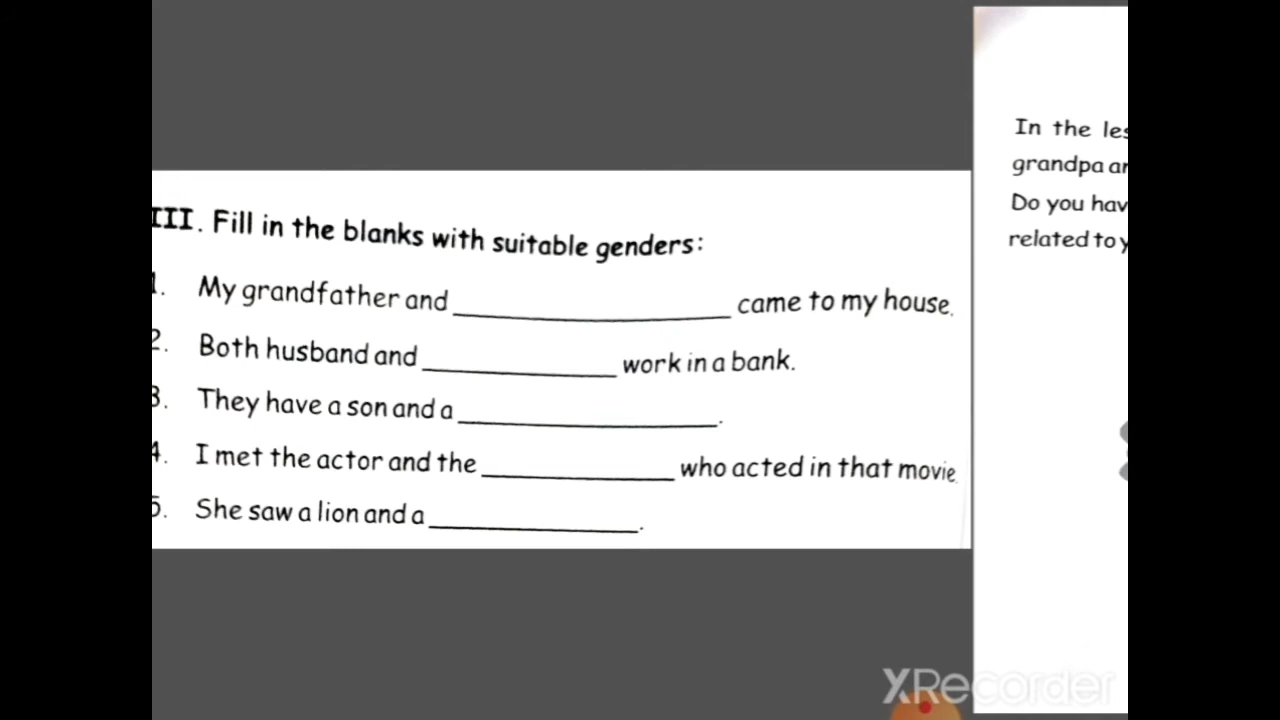 III. Fill in the blanks with suitable genders:
1. My grandfather and ____________ came to my house.
2. Both husband and ____________ work in a bank.
3. They have a son and a ____________.
4. I met the actor and the ____________ who acted in that movie.
5. She saw a lion and a ____________.
In the les
grandpa ar
Do you hav
related to y
XRecorder